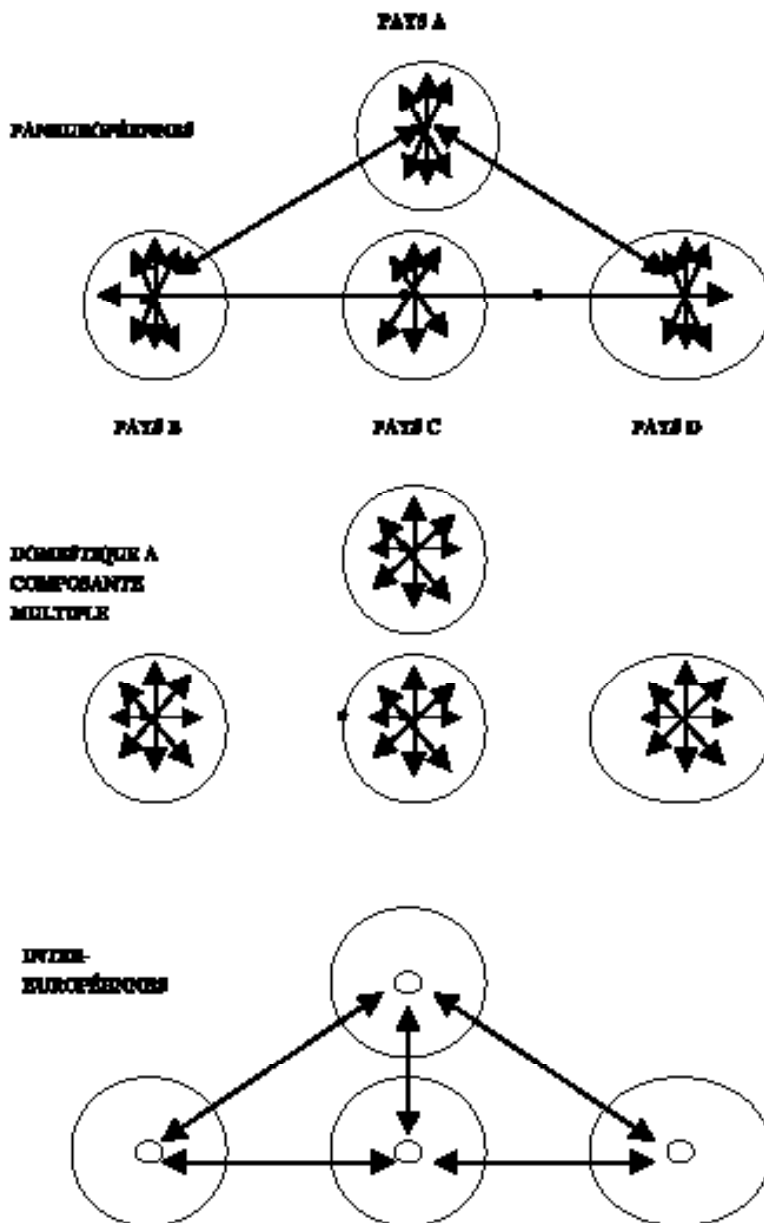 PAYS A
PANEUROPÉENNES
PAYS B
PAYS C
PAYS D
DOMESTIQUE A
COMPOSANTE
MULTIPLE
INTER-
EUROPÉENNES